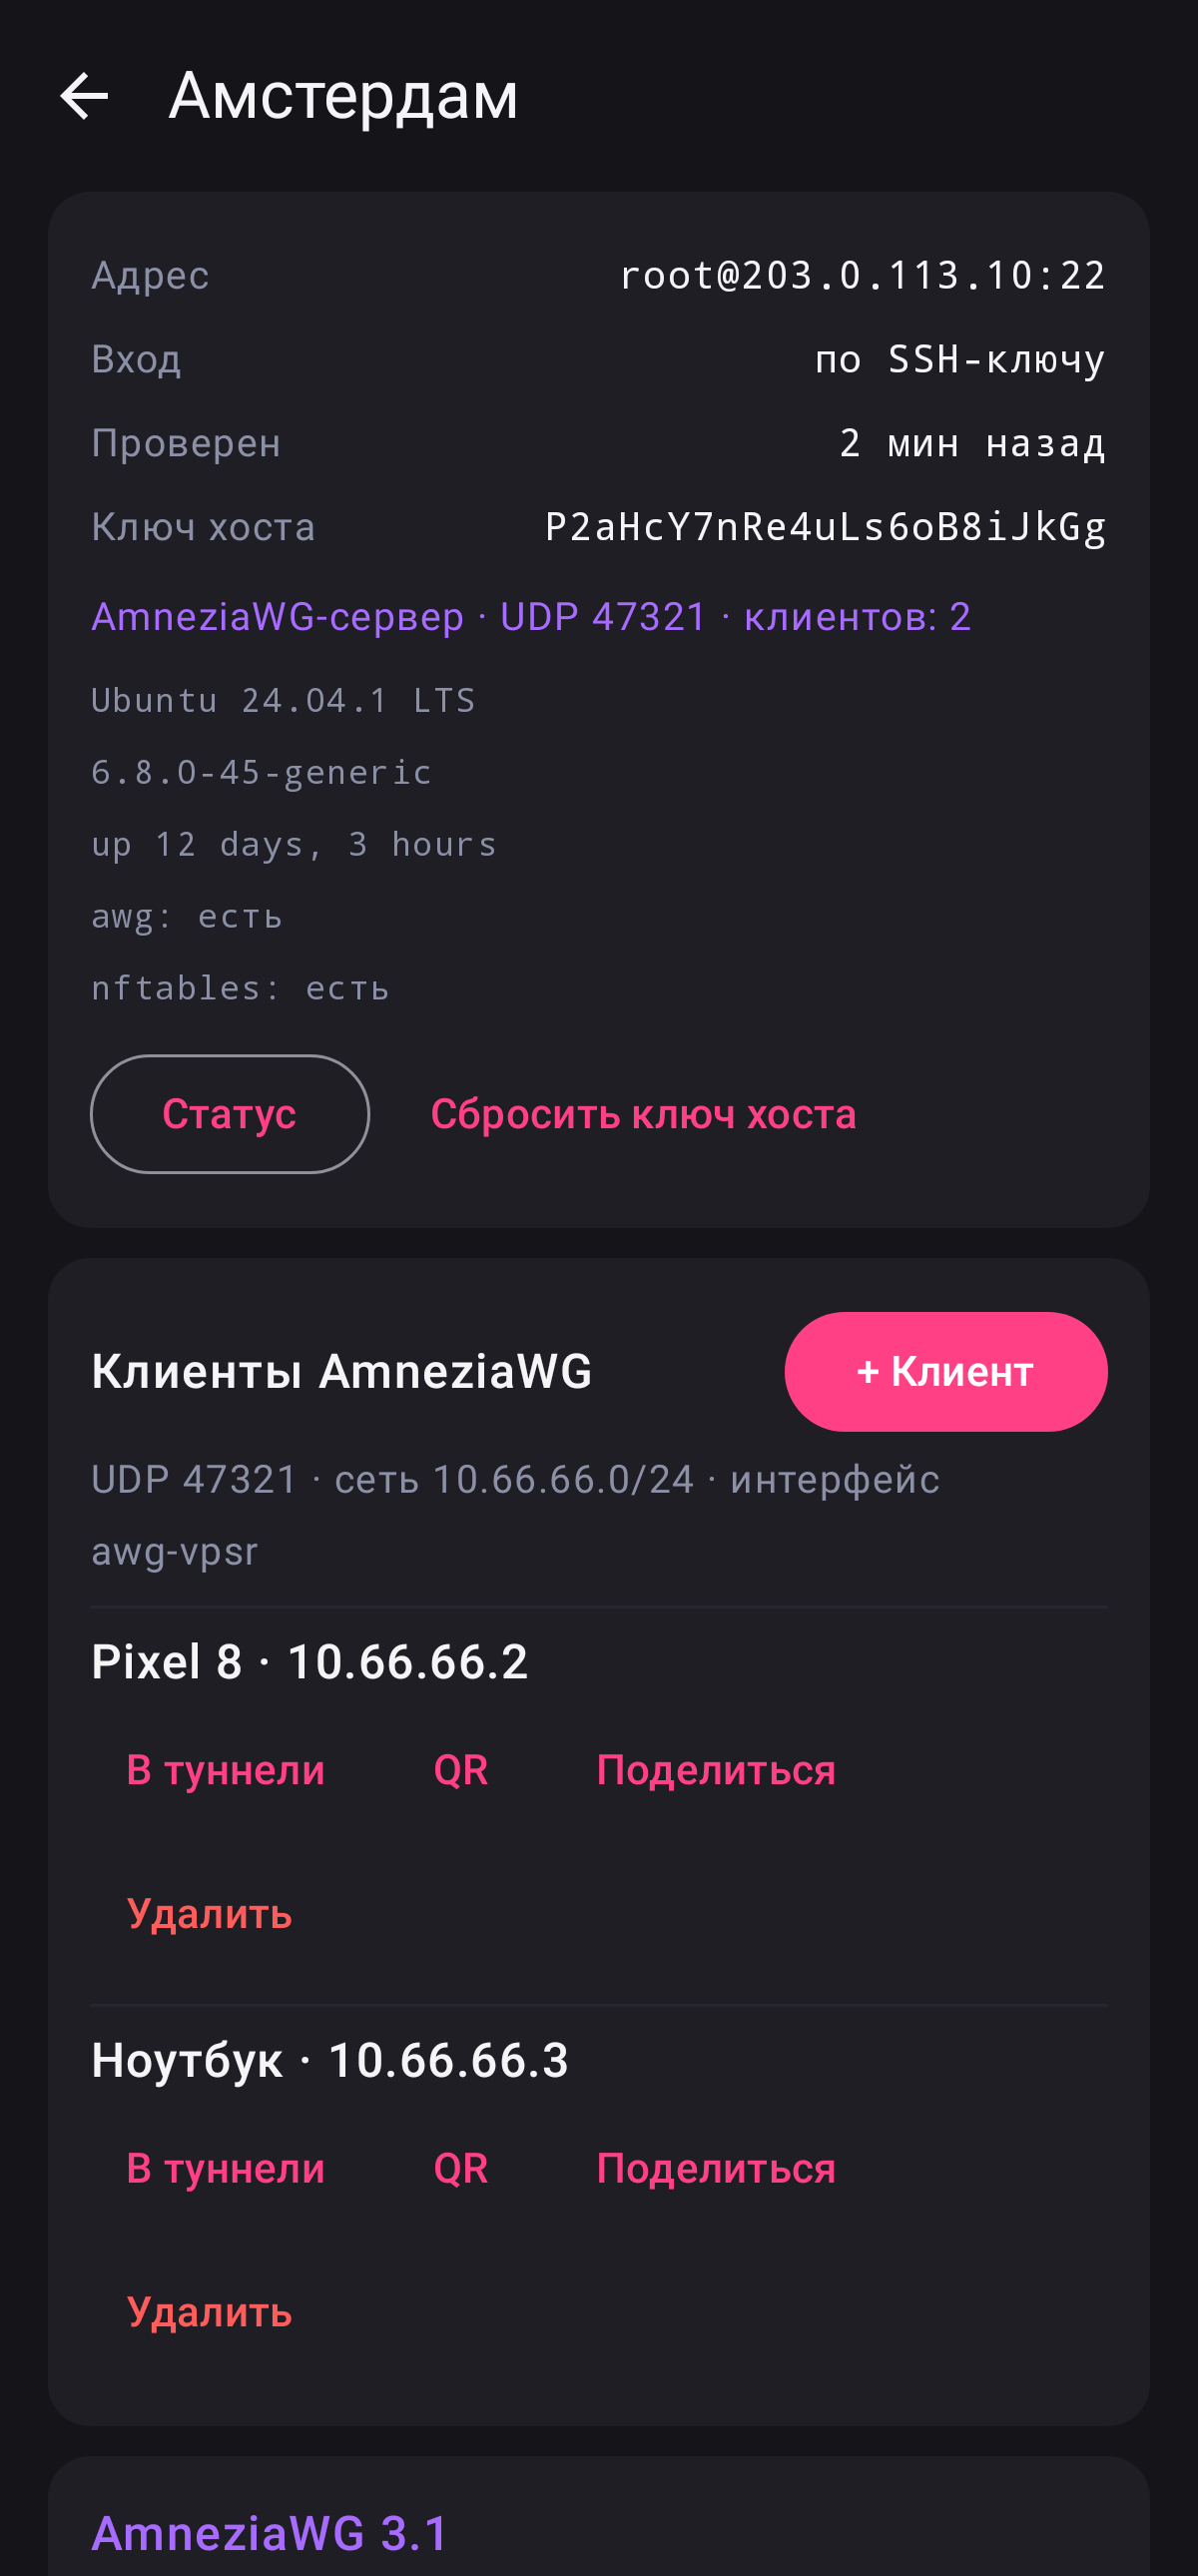 Амстердам
Адрес root@203.0.113.10:22
Вход по SSH-ключу
Проверен 2 мин назад
Ключ хоста P2aHcY7nRe4uLs6oB8iJkGg
AmneziaWG-сервер · UDP 47321 · клиентов: 2
Ubuntu 24.04.1 LTS
6.8.0-45-generic
up 12 days, 3 hours
awg: есть
nftables: есть
Статус Сбросить ключ хоста
Клиенты AmneziaWG + Клиент
UDP 47321 · сеть 10.66.66.0/24 · интерфейс
awg-vpsr
Pixel 8 · 10.66.66.2
В туннели QR Поделиться
Удалить
Ноутбук · 10.66.66.3
В туннели QR Поделиться
Удалить
AmneziaWG 3.1